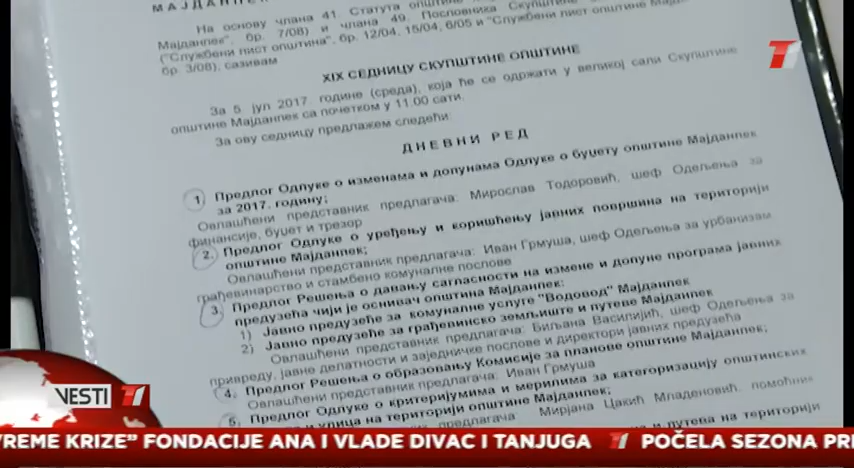 МАЈДАНПЕК
На основу члана 41. Статута општине
Мајданпек", бр. 7/08) и члана 49. Пословника Скупштине
("Службени лист општина", бр. 12/04, 15/04, 6/05 и "Службени лист општине
бр. 3/08), сазивам
XIX СЕДНИЦУ СКУПШТИНЕ ОПШТИНЕ
За 5. јул 2017. године (среда), која ће се одржати у великој сали Скупштине
општине Мајданпек са почетком у 11.00 сати.
За ову седницу предлажем следећи:
ДНЕВНИ РЕД
1. Предлог Одлуке о изменама и допунама Одлуке о буџету општине Мајданпек
за 2017. годину;
Овлашћени представник предлагача: Мирослав Тодоровић, шеф Одељења за
финансије, буџет и трезор
2. Предлог Одлуке о уређењу и коришћењу јавних површина на територији
општине Мајданпек;
Овлашћени представник предлагача: Иван Грмуша, шеф Одељења за урбанизам
грађевинарство и стамбено комуналне послове
3. Предлог Решења о давању сагласности на измене и допуне програма јавних
предузећа чији је оснивач општина Мајданпек:
1) Јавно предузеће за комуналне услуге "Водовод" Мајданпек
2) Јавно предузеће за грађевинско земљиште и путеве Мајданпек
Овлашћени представник предлагача: Биљана Василијић, шеф Одељења за
привреду, јавне делатности и заједничке послове и директори јавних предузећа
4. Предлог Решења о образовању Комисије за планове општине Мајданпек;
Овлашћени представник предлагача: Иван Грмуша
5. Предлог Одлуке о критеријумима и мерилима за категоризацију општинских
и улица на територији општине Мајданпек;
предлагача Мирјана Цакић Младеновић, помоћник
и путева на територији
VESTI
VREME KRIZE" FONDACIJE ANA I VLADE DIVAC I TANJUGA POČELA SEZONA PRI